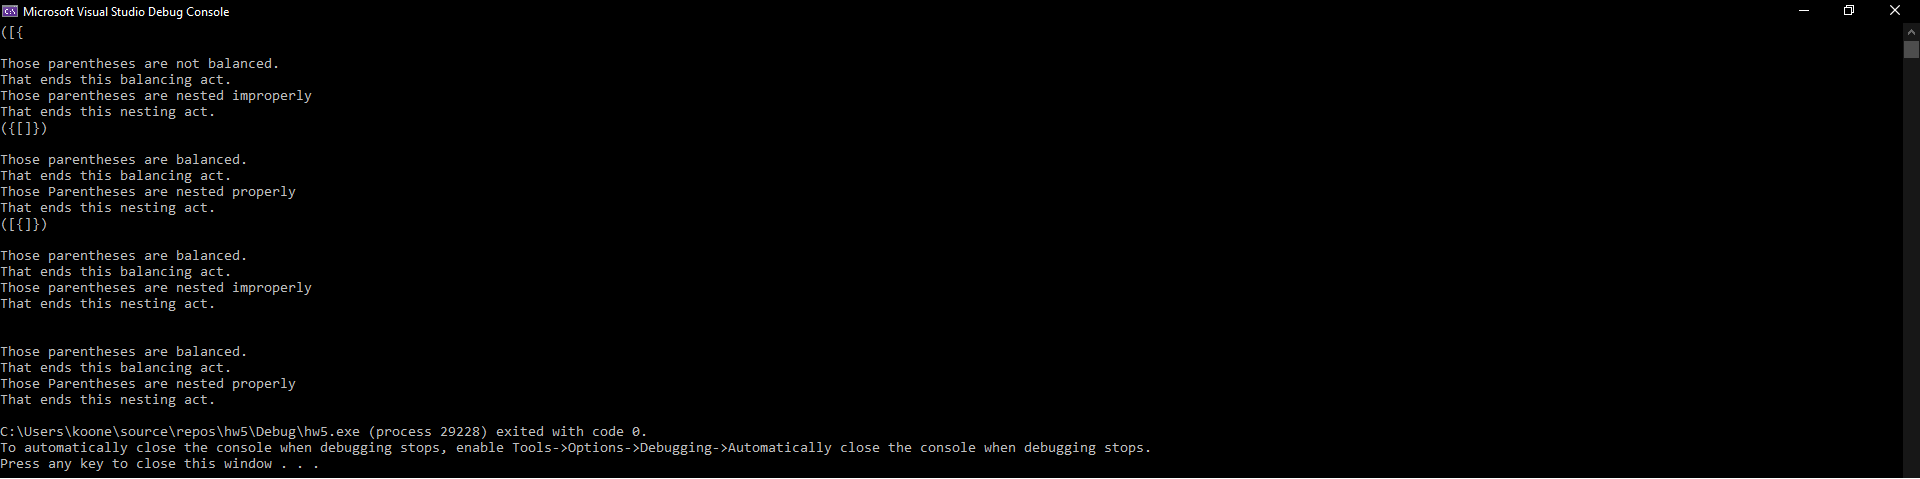 Microsoft Visual Studio Debug Console
([{
Those parentheses are not balanced.
That ends this balancing act.
Those parentheses are nested improperly
That ends this nesting act.
({[]})
Those parentheses are balanced.
That ends this balancing act.
Those Parentheses are nested properly
That ends this nesting act.
([{]})
Those parentheses are balanced.
That ends this balancing act.
Those parentheses are nested improperly
That ends this nesting act.
Those parentheses are balanced.
That ends this balancing act.
Those Parentheses are nested properly
That ends this nesting act.
C:\Users\koone\source\repos\hw5\Debug\hw5.exe (process 29228) exited with code 0.
To automatically close the console when debugging stops, enable Tools->Options->Debugging->Automatically close the console when debugging stops.
Press any key to close this window . . .